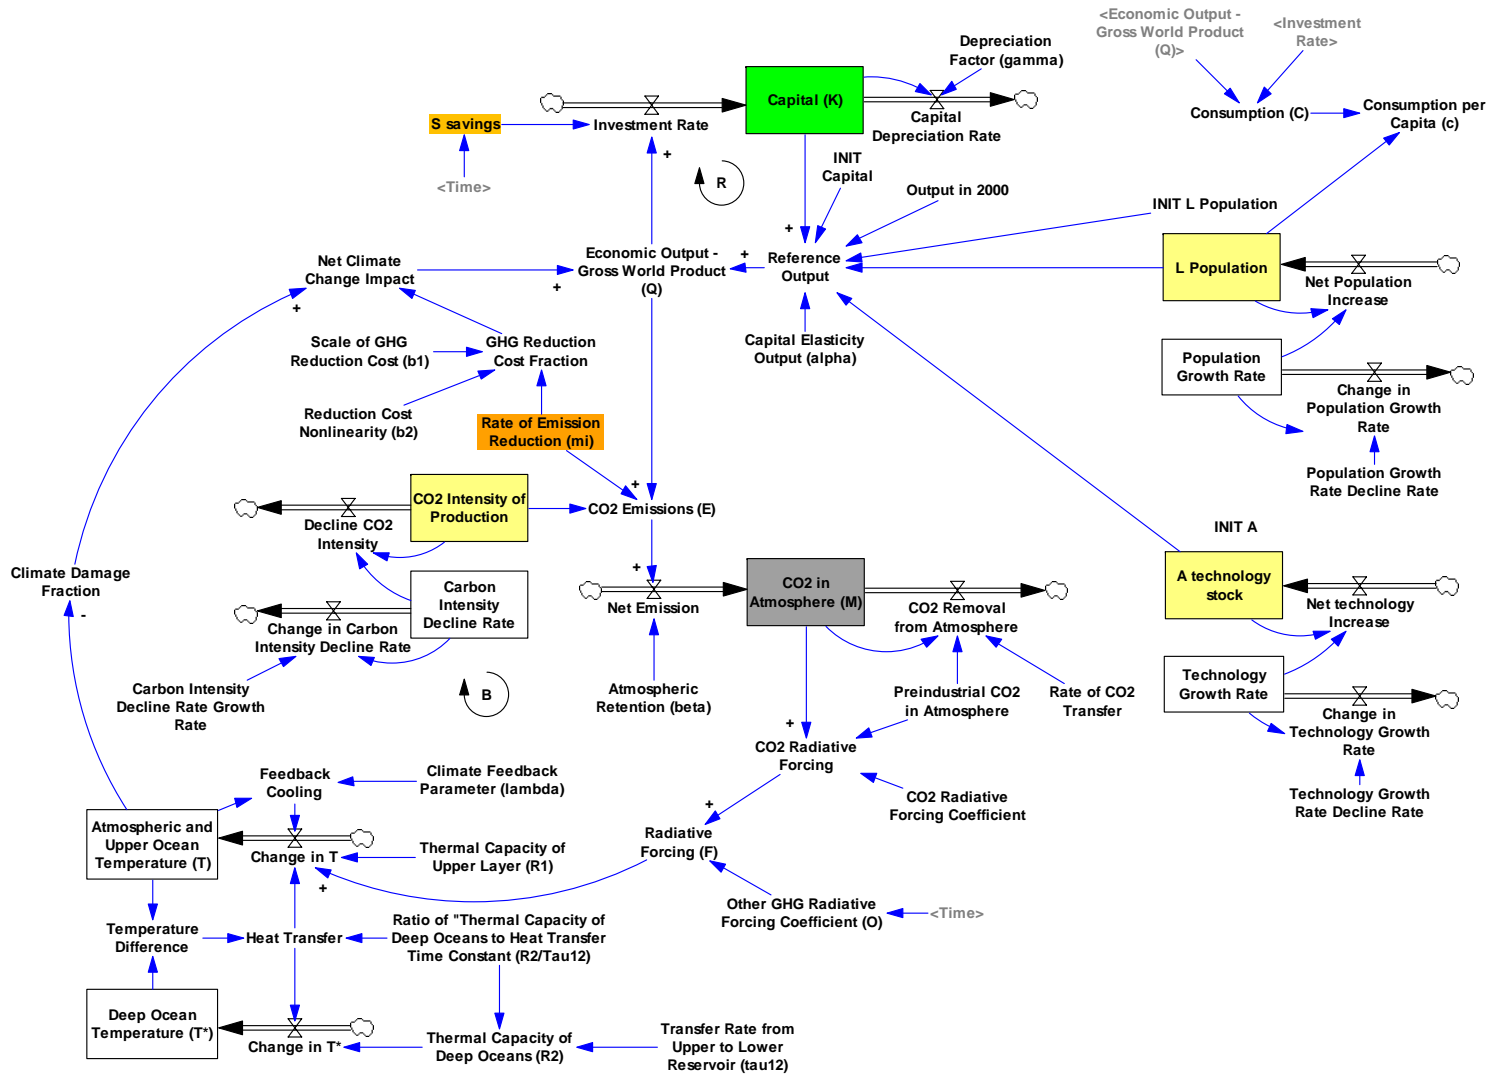 <Economic Output -
Gross World Product
(Q)>
<Investment
Rate>
Depreciation
Factor (gamma)
Capital (K)
Consumption (C)
Consumption per
Capita (c)
S savings
Investment Rate
+
Capital
Depreciation Rate
<Time>
R
INIT
Capital
Output in 2000
INIT L Population
+
Net Climate
Change Impact
Economic Output -
Gross World Product
(Q)
+
+
Reference
Output
L Population
Net Population
Increase
+
Scale of GHG
Reduction Cost (b1)
GHG Reduction
Cost Fraction
Capital Elasticity
Output (alpha)
Population
Growth Rate
Change in
Population Growth
Rate
Reduction Cost
Nonlinearity (b2)
Rate of Emission
Reduction (mi)
Population Growth
Rate Decline Rate
CO2 Intensity of
Production
+
CO2 Emissions (E)
Decline CO2
Intensity
INIT A
Climate Damage
Fraction
-
Carbon
Intensity
Decline Rate
+
Net Emission
CO2 in
Atmosphere (M)
CO2 Removal
from Atmosphere
A technology
stock
Net technology
Increase
Change in Carbon
Intensity Decline Rate
Carbon Intensity
Decline Rate Growth
Rate
B
Atmospheric
Retention (beta)
Preindustrial CO2
in Atmosphere
Rate of CO2
Transfer
Technology
Growth Rate
Change in
Technology Growth
Rate
+
CO2 Radiative
Forcing
Feedback
Cooling
Climate Feedback
Parameter (lambda)
CO2 Radiative
Forcing Coefficient
Technology Growth
Rate Decline Rate
+
Atmospheric and
Upper Ocean
Temperature (T)
Change in T
+
Thermal Capacity of
Upper Layer (R1)
Radiative
Forcing (F)
Other GHG Radiative
Forcing Coefficient (O)
<Time>
Temperature
Difference
Heat Transfer
Ratio of "Thermal Capacity of
Deep Oceans to Heat Transfer
Time Constant (R2/Tau12)
Deep Ocean
Temperature (T*)
Change in T*
Thermal Capacity of
Deep Oceans (R2)
Transfer Rate from
Upper to Lower
Reservoir (tau12)